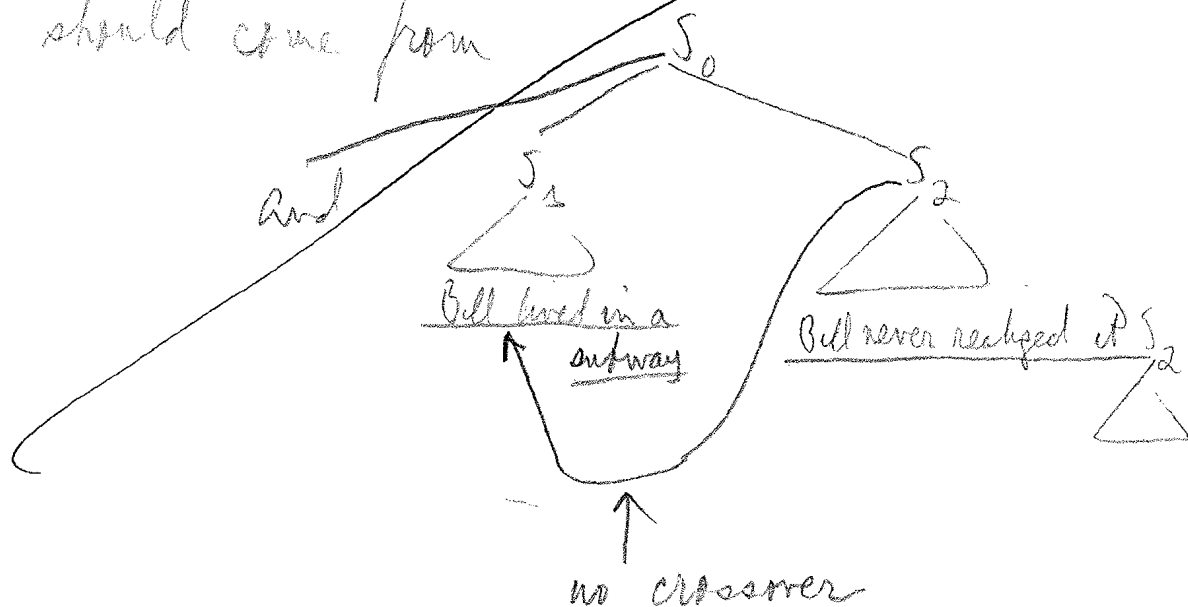 should come from
S₀
and
S₁
S₂
Bill lived in a
subway
Bill never realized it S₂
no crossover